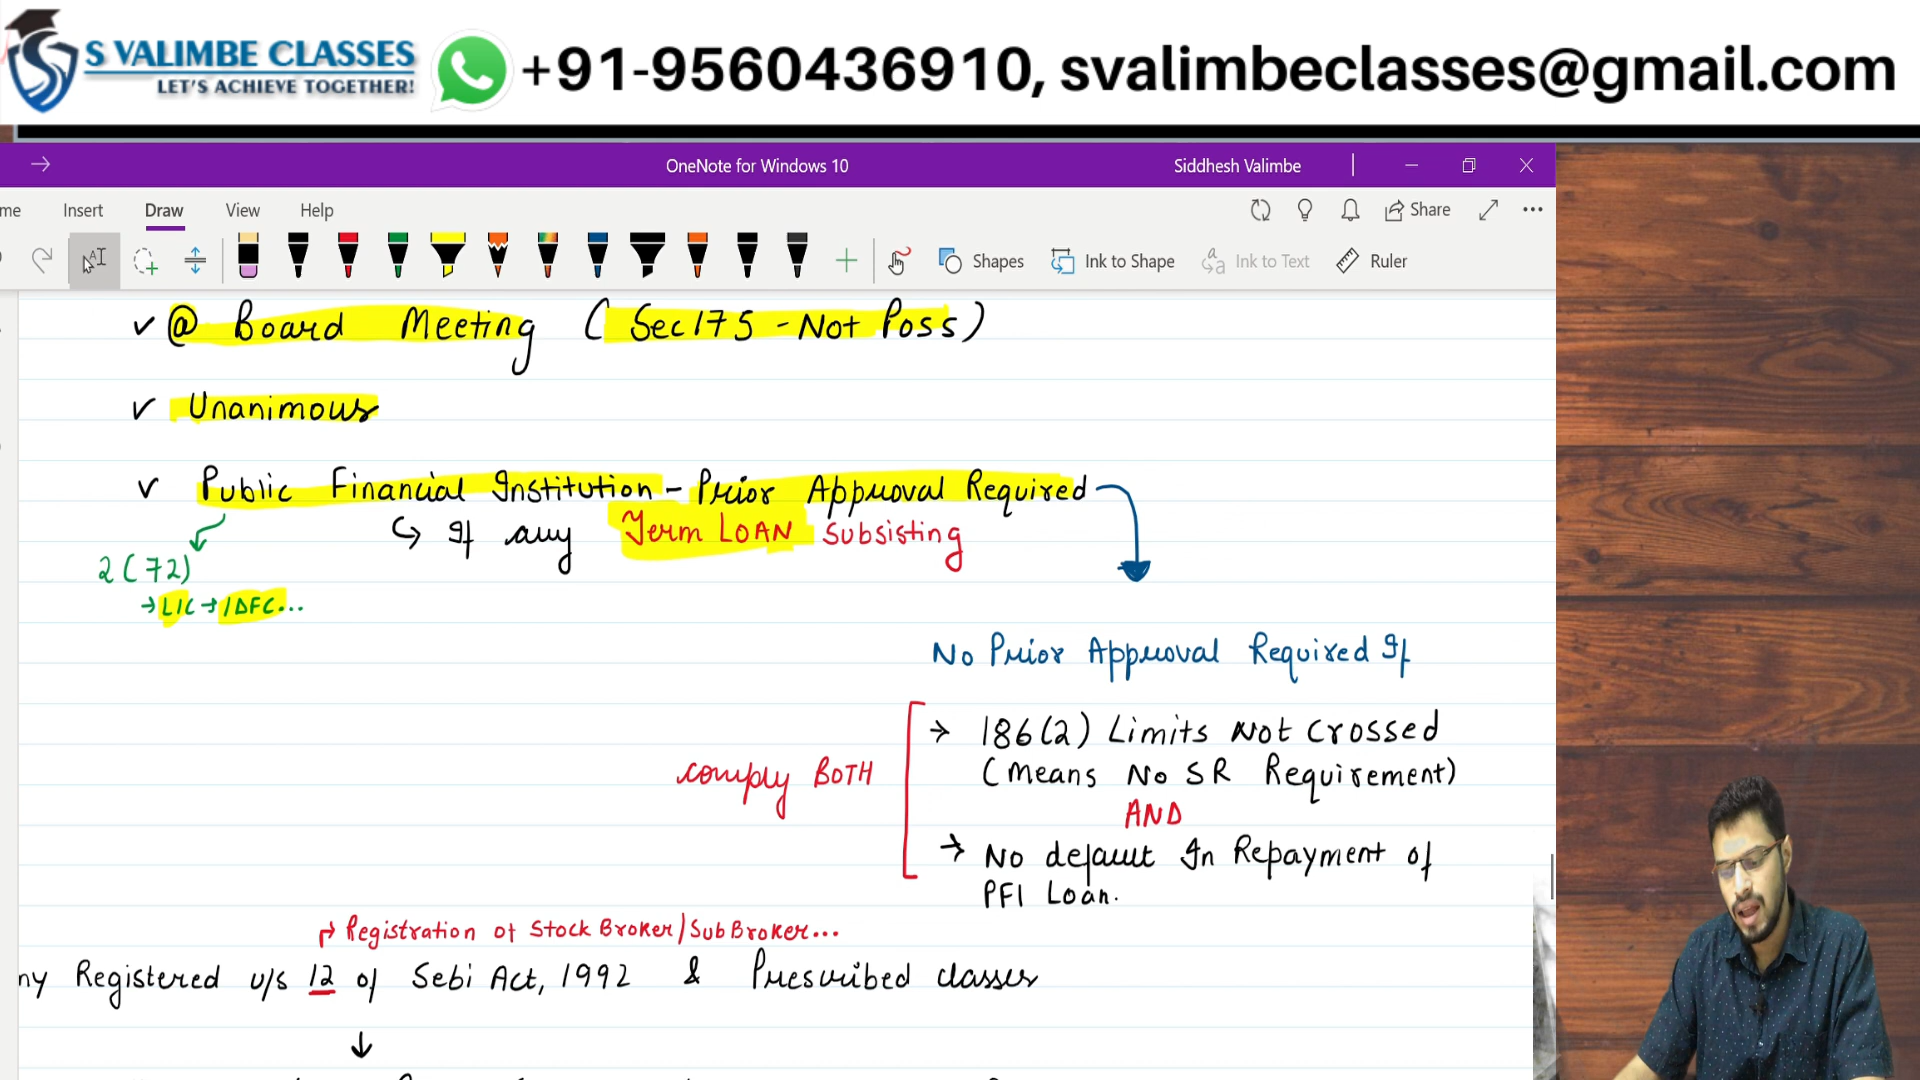 S VALIMBE CLASSES
LET'S ACHIEVE TOGETHER!
+91-9560436910, svalimbeclasses@gmail.com
OneNote for Windows 10
Siddhesh Valimbe
me Insert Draw View Help
Share
Shapes Ink to Shape Ink to Text Ruler
✓ @ Board Meeting (Sec175 - Not Poss)
✓ Unanimous
✓ Public Financial Institution - Prior Approval Required
↪ If any Term LOAN Subsisting
2(72)
→ LIC → IDFC...
No Prior Approval Required If
→ 186(2) Limits Not Crossed
(Means No SR Requirement)
comply BOTH
AND
→ No default In Repayment of
PFI Loan.
Registration of Stock Broker/Sub Broker...
ny Registered u/s 12 of Sebi Act, 1992 & Prescribed classes